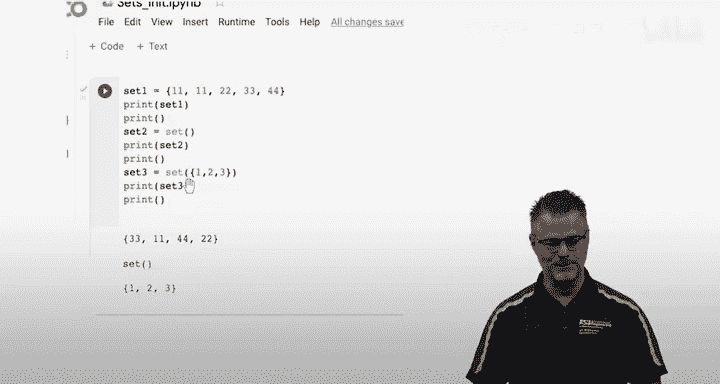 Sets_init.ipynb
File Edit View Insert Runtime Tools Help All changes save
+ Code + Text
set1 = {11, 11, 22, 33, 44}
print(set1)
print()
set2 = set()
print(set2)
print()
set3 = set({1,2,3})
print(set3
print()
{33, 11, 44, 22}
set()
{1, 2, 3}